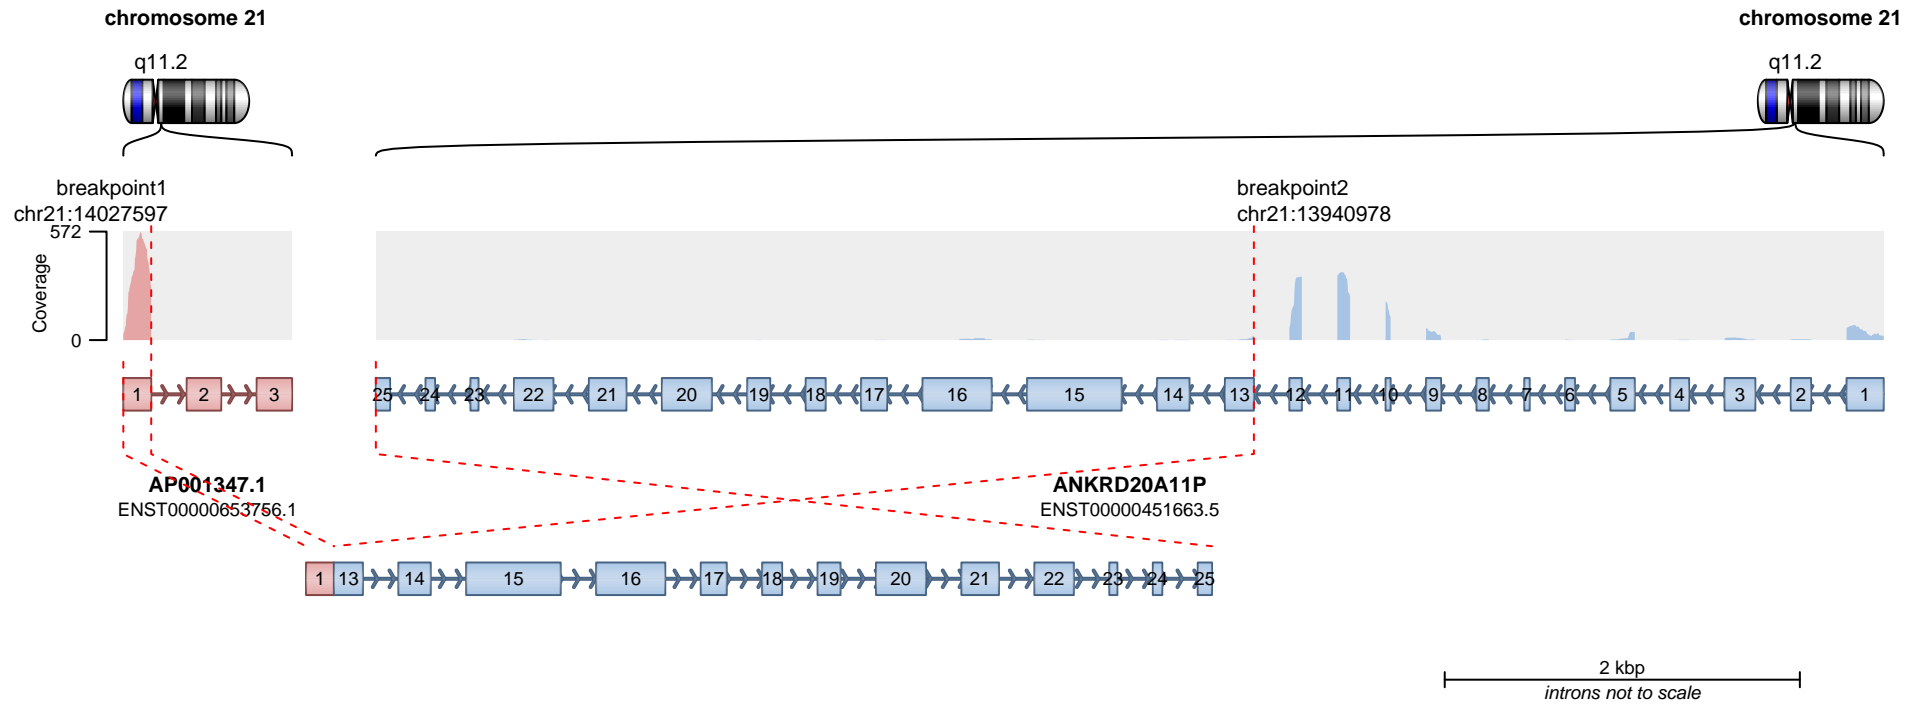 chromosome 21
chromosome 21
q11.2
q11.2
breakpoint1
chr21:14027597
breakpoint2
chr21:13940978
572
Coverage
0
1 2 3
25 24 23 22 21 20 19 18 17 16 15 14 13 12 11 10 9 8 7 6 5 4 3 2 1
AP001347.1
ENST00000653756.1
ANKRD20A11P
ENST00000451663.5
1 13 14 15 16 17 18 19 20 21 22 23 24 25
2 kbp
introns not to scale